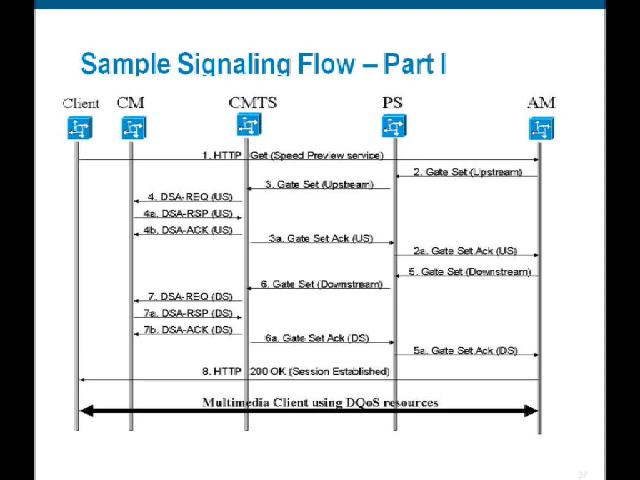 Sample Signaling Flow – Part I
Client CM CMTS PS AM
1. HTTP Get (Speed Preview service)
2. Gate Set (Upstream)
3. Gate Set (Upstream)
4. DSA-REQ (US)
4a. DSA-RSP (US)
4b. DSA-ACK (US)
3a. Gate Set Ack (US)
2a. Gate Set Ack (US)
5. Gate Set (Downstream)
6. Gate Set (Downstream)
7. DSA-REQ (DS)
7a. DSA-RSP (DS)
7b. DSA-ACK (DS)
6a. Gate Set Ack (DS)
5a. Gate Set Ack (DS)
8. HTTP 200 OK (Session Established)
Multimedia Client using DQoS resources
37